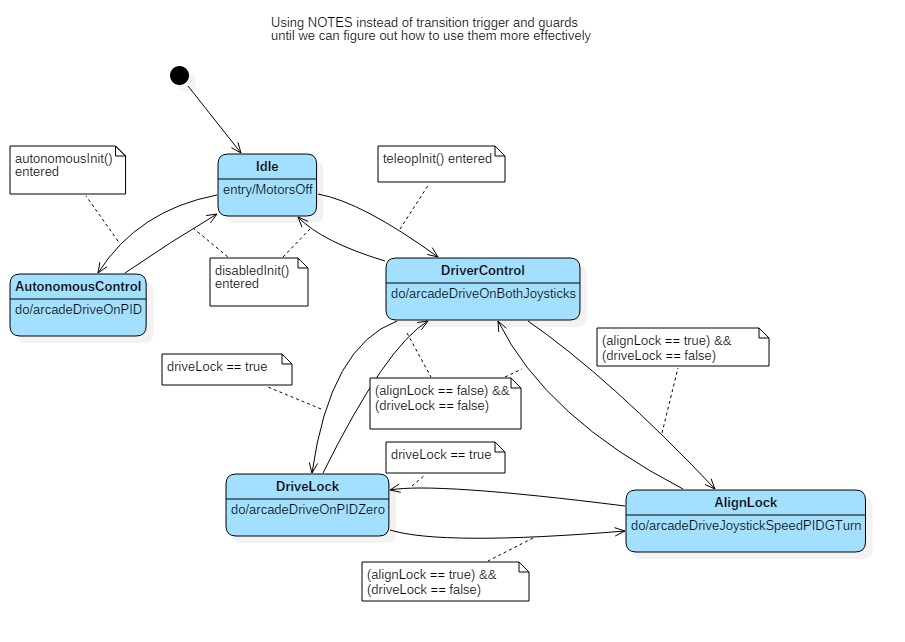 Using NOTES instead of transition trigger and guards
until we can figure out how to use them more effectively
autonomousInit()
entered
Idle
entry/MotorsOff
teleopInit() entered
disabledInit()
entered
AutonomousControl
do/arcadeDriveOnPID
DriverControl
do/arcadeDriveOnBothJoysticks
(alignLock == true) &&
(driveLock == false)
driveLock == true
(alignLock == false) &&
(driveLock == false)
driveLock == true
DriveLock
do/arcadeDriveOnPIDZero
AlignLock
do/arcadeDriveJoystickSpeedPIDGTurn
(alignLock == true) &&
(driveLock == false)